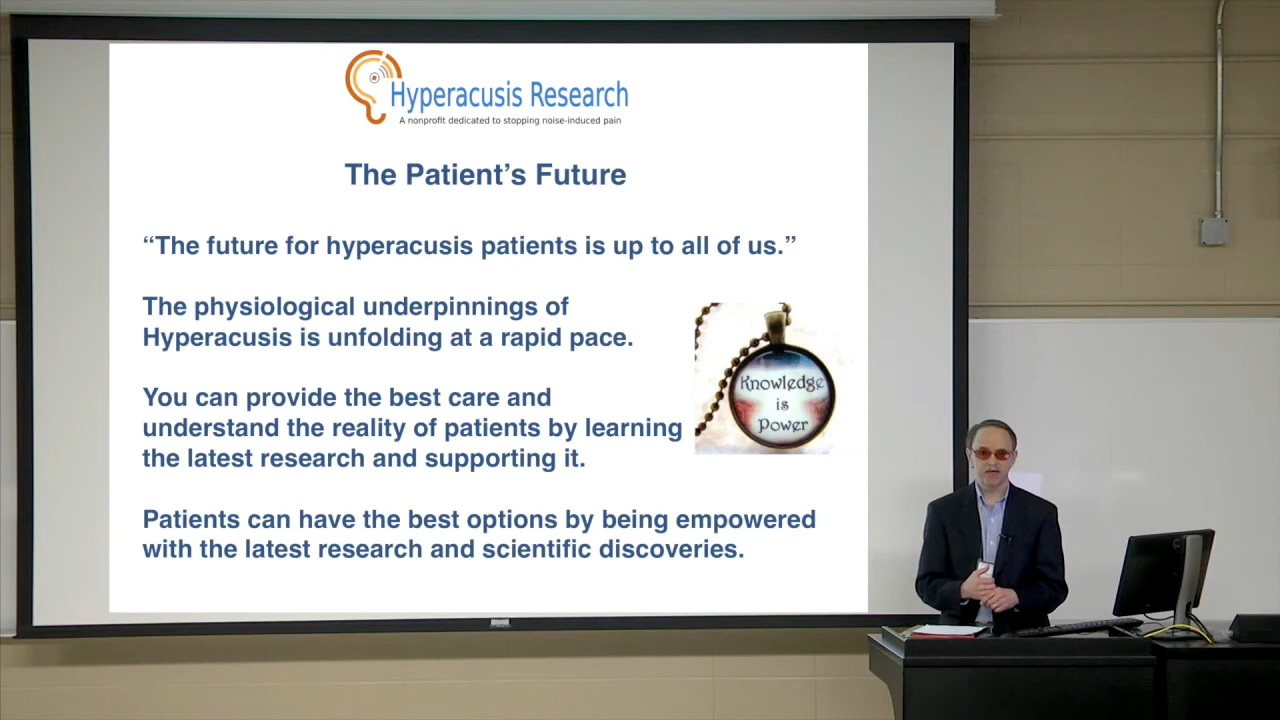 Hyperacusis Research
A nonprofit dedicated to stopping noise-induced pain
The Patient’s Future
“The future for hyperacusis patients is up to all of us.”
The physiological underpinnings of
Hyperacusis is unfolding at a rapid pace.
You can provide the best care and
understand the reality of patients by learning
the latest research and supporting it.
Knowledge
is
Power
Patients can have the best options by being empowered
with the latest research and scientific discoveries.